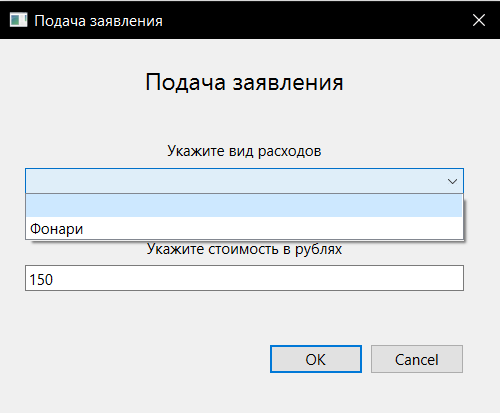 Подача заявления
Подача заявления
Укажите вид расходов
Фонари
Укажите стоимость в рублях
150
OK Cancel